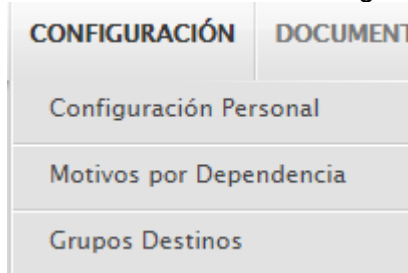 CONFIGURACIÓN DOCUMENT
Configuración Personal
Motivos por Dependencia
Grupos Destinos